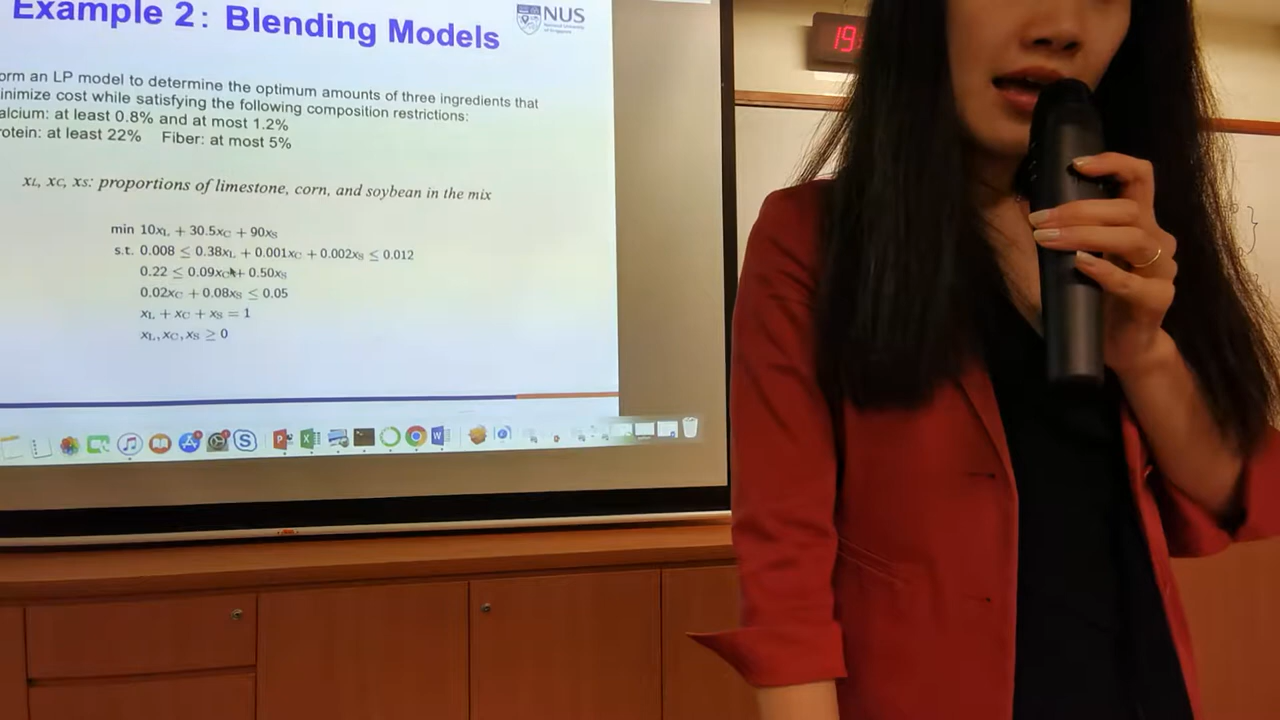 Example 2: Blending Models
NUS
National University
of Singapore
orm an LP model to determine the optimum amounts of three ingredients that
inimize cost while satisfying the following composition restrictions:
alcium: at least 0.8% and at most 1.2%
rotein: at least 22% Fiber: at most 5%
xL, xC, xS: proportions of limestone, corn, and soybean in the mix
min 10xL + 30.5xC + 90xS
s.t. 0.008 ≤ 0.38xL + 0.001xC + 0.002xS ≤ 0.012
0.22 ≤ 0.09xC + 0.50xS
0.02xC + 0.08xS ≤ 0.05
xL + xC + xS = 1
xL, xC, xS ≥ 0
19: